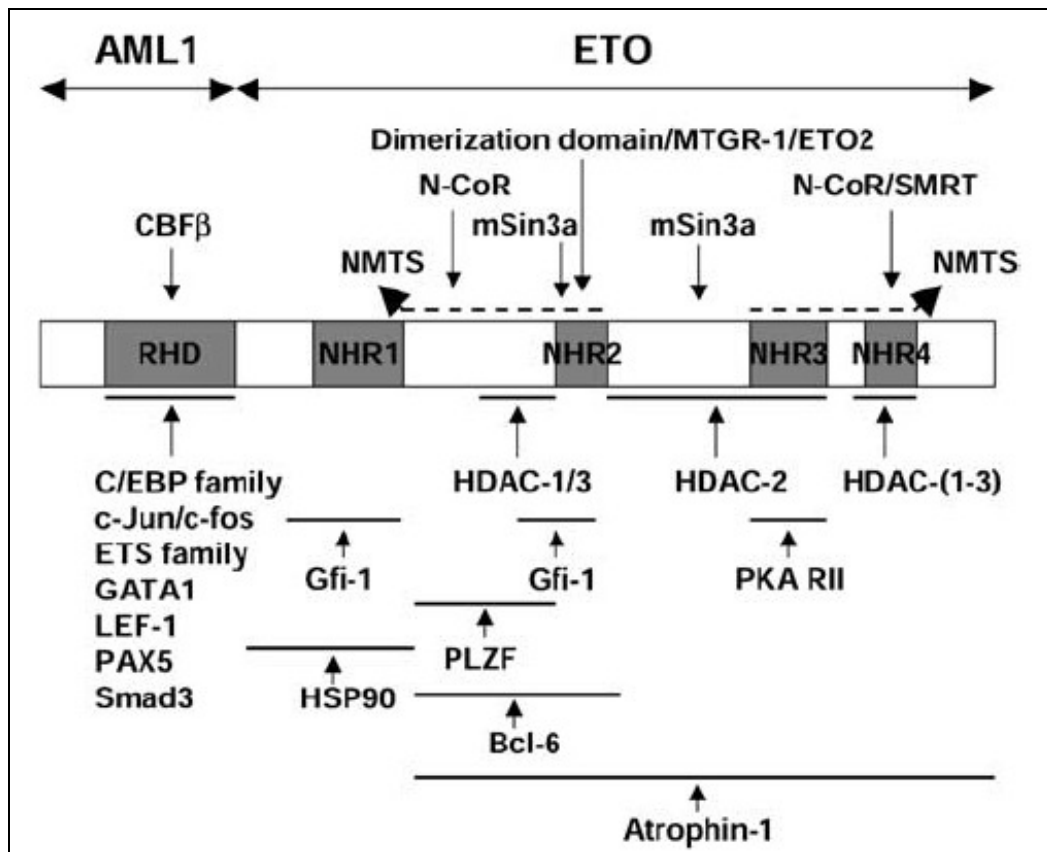 AML1 ETO
Dimerization domain/MTGR-1/ETO2
N-CoR N-CoR/SMRT
CBFβ mSin3a mSin3a
NMTS NMTS
RHD NHR1 NHR2 NHR3 NHR4
C/EBP family HDAC-1/3 HDAC-2 HDAC-(1-3)
c-Jun/c-fos
ETS family
Gfi-1 Gfi-1 PKA RII
GATA1
LEF-1
PAX5 PLZF
Smad3 HSP90
Bcl-6
Atrophin-1